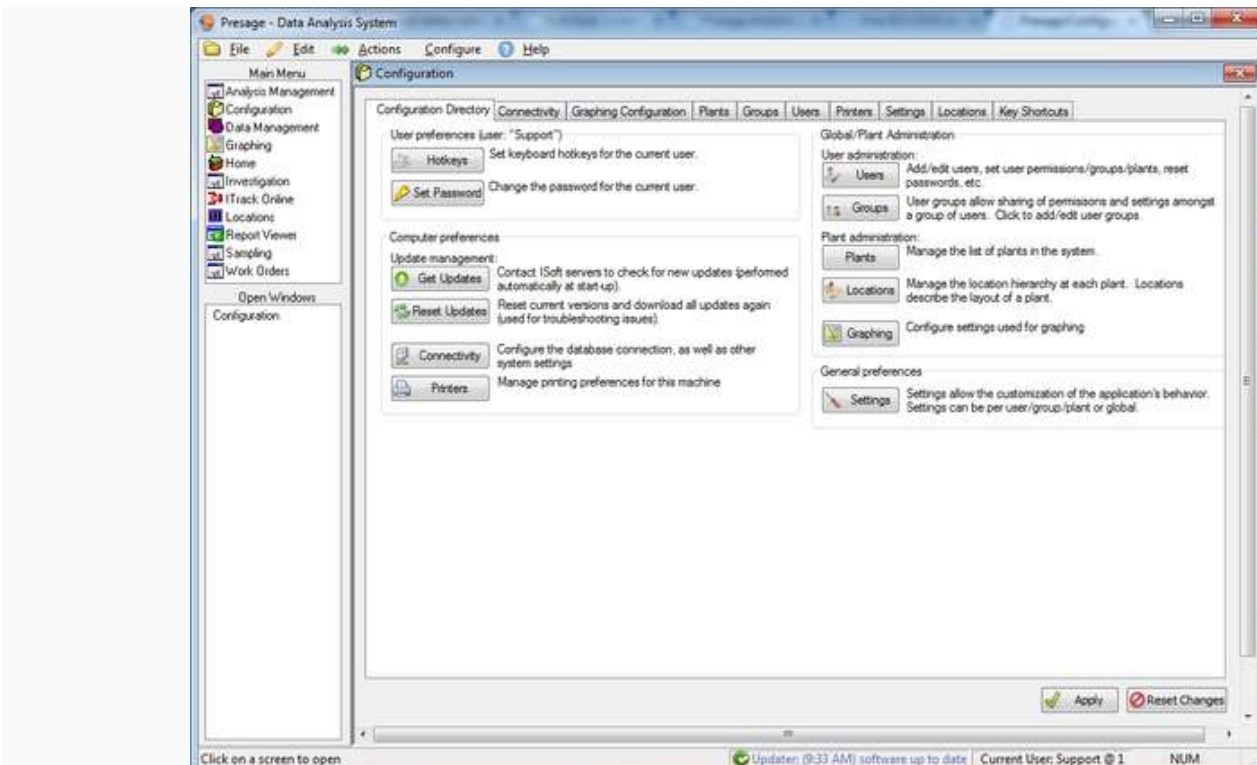 Presage - Data Analysis System
File Edit Actions Configure Help
Main Menu
Analysis Management
Configuration
Data Management
Graphing
Home
Investigation
ITrack Online
Locations
Report Viewer
Sampling
Work Orders
Open Windows
Configuration
Configuration
Configuration Directory Connectivity Graphing Configuration Plants Groups Users Printers Settings Locations Key Shortcuts
User preferences (user: "Support")
Hotkeys Set keyboard hotkeys for the current user.
Set Password Change the password for the current user.
Computer preferences
Update management:
Get Updates Contact ISoft servers to check for new updates (performed
automatically at start-up).
Reset Updates Reset current versions and download all updates again
(used for troubleshooting issues).
Connectivity Configure the database connection, as well as other
system settings
Printers Manage printing preferences for this machine
Global/Plant Administration
User administration:
Users Add/edit users, set user permissions/groups/plants, reset
passwords, etc.
Groups User groups allow sharing of permissions and settings amongst
a group of users. Click to add/edit user groups.
Plant administration:
Plants Manage the list of plants in the system.
Locations Manage the location hierarchy at each plant. Locations
describe the layout of a plant.
Graphing Configure settings used for graphing
General preferences
Settings Settings allow the customization of the application's behavior.
Settings can be per user/group/plant or global.
Apply Reset Changes
Click on a screen to open
Updater: (9:33 AM) software up to date Current User: Support @ 1 NUM